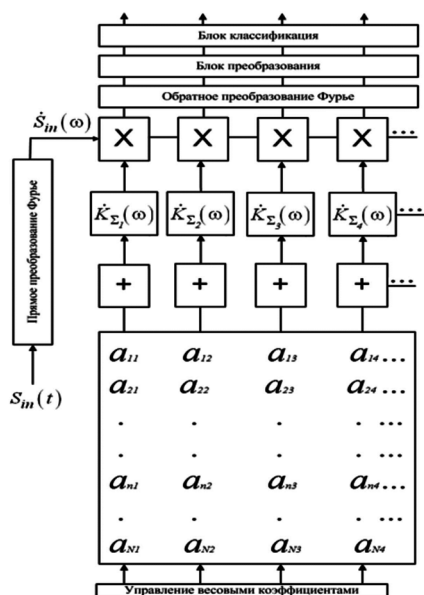 Блок классификация
Блок преобразования
Обратное преобразование Фурье
Ṡin(ω)
× × × × ...
Прямое преобразование Фурье
K̇Σ1(ω) K̇Σ2(ω) K̇Σ3(ω) K̇Σ4(ω) ...
+ + + + ...
Sin(t)
a11 a12 a13 a14 ...
a21 a22 a23 a24 ...
. . . . ...
. . . . ...
an1 an2 an3 an4 ...
. . . . ...
aN1 aN2 aN3 aN4
Управление весовыми коэффициентами